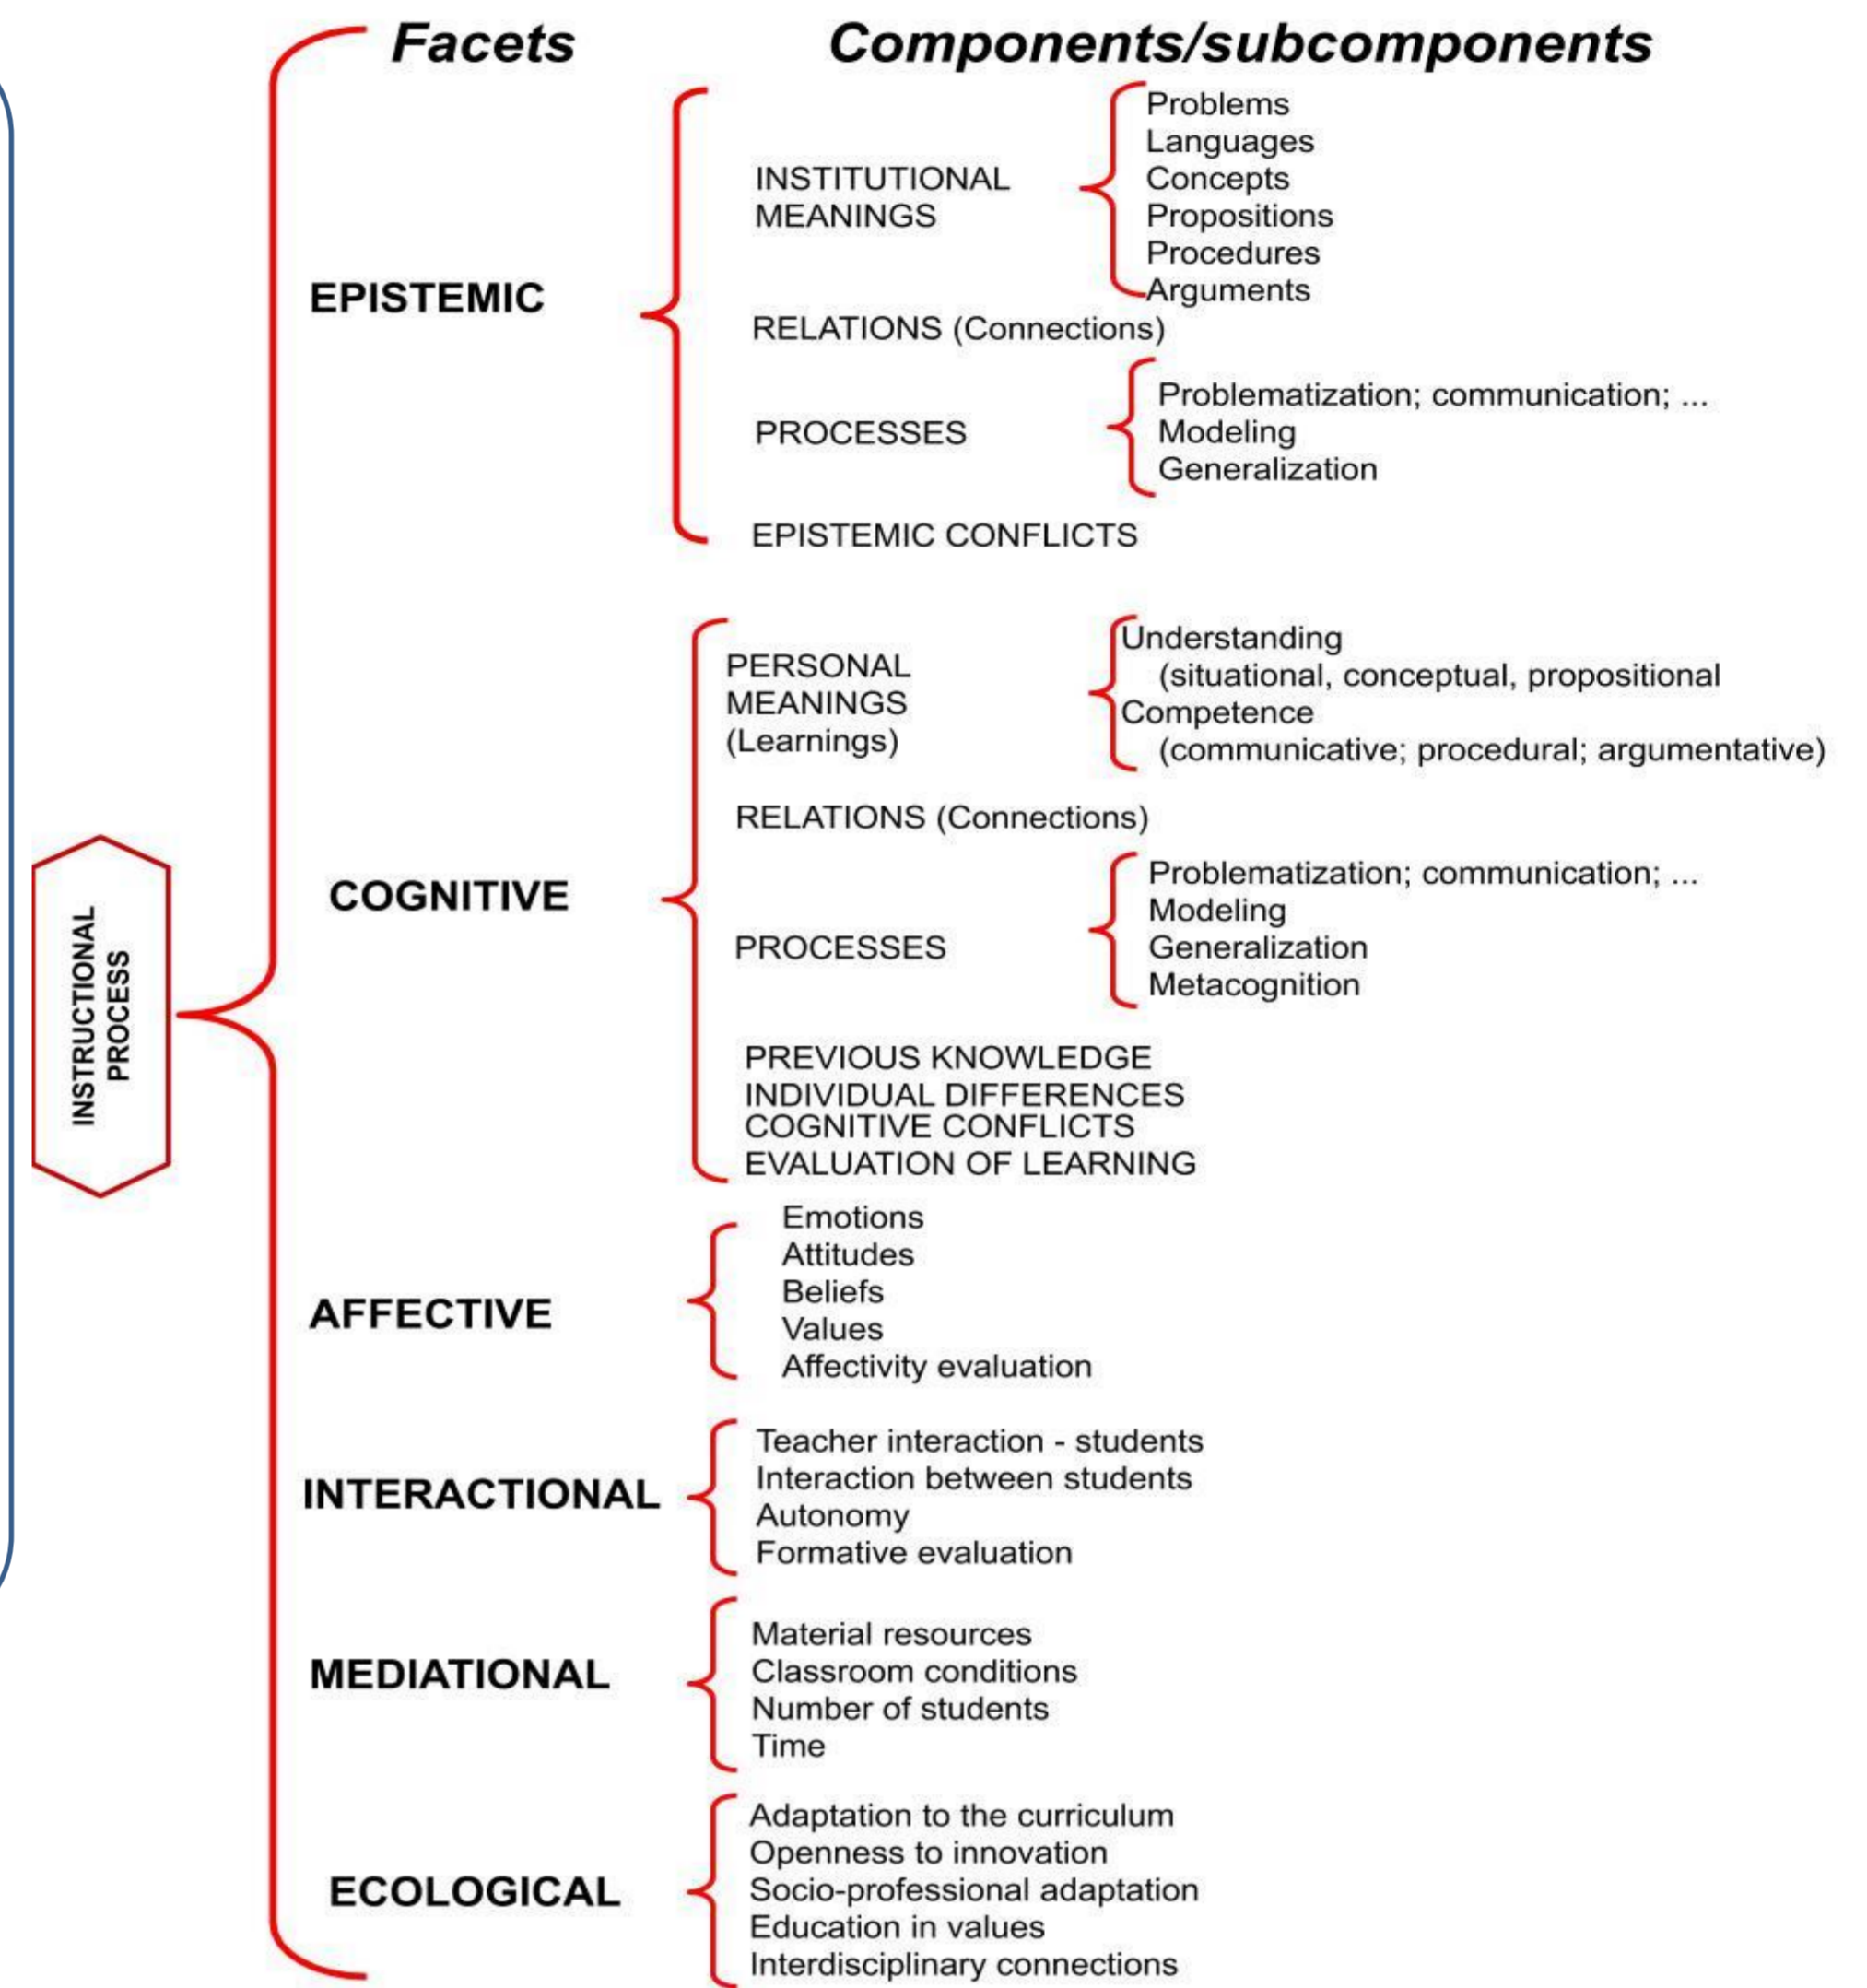 Facets
Components/subcomponents
INSTRUCTIONAL
PROCESS
EPISTEMIC
INSTITUTIONAL
MEANINGS
Problems
Languages
Concepts
Propositions
Procedures
Arguments
RELATIONS (Connections)
PROCESSES
Problematization; communication; ...
Modeling
Generalization
EPISTEMIC CONFLICTS
COGNITIVE
PERSONAL
MEANINGS
(Learnings)
Understanding
(situational, conceptual, propositional
Competence
(communicative; procedural; argumentative)
RELATIONS (Connections)
PROCESSES
Problematization; communication; ...
Modeling
Generalization
Metacognition
PREVIOUS KNOWLEDGE
INDIVIDUAL DIFFERENCES
COGNITIVE CONFLICTS
EVALUATION OF LEARNING
AFFECTIVE
Emotions
Attitudes
Beliefs
Values
Affectivity evaluation
INTERACTIONAL
Teacher interaction - students
Interaction between students
Autonomy
Formative evaluation
MEDIATIONAL
Material resources
Classroom conditions
Number of students
Time
ECOLOGICAL
Adaptation to the curriculum
Openness to innovation
Socio-professional adaptation
Education in values
Interdisciplinary connections